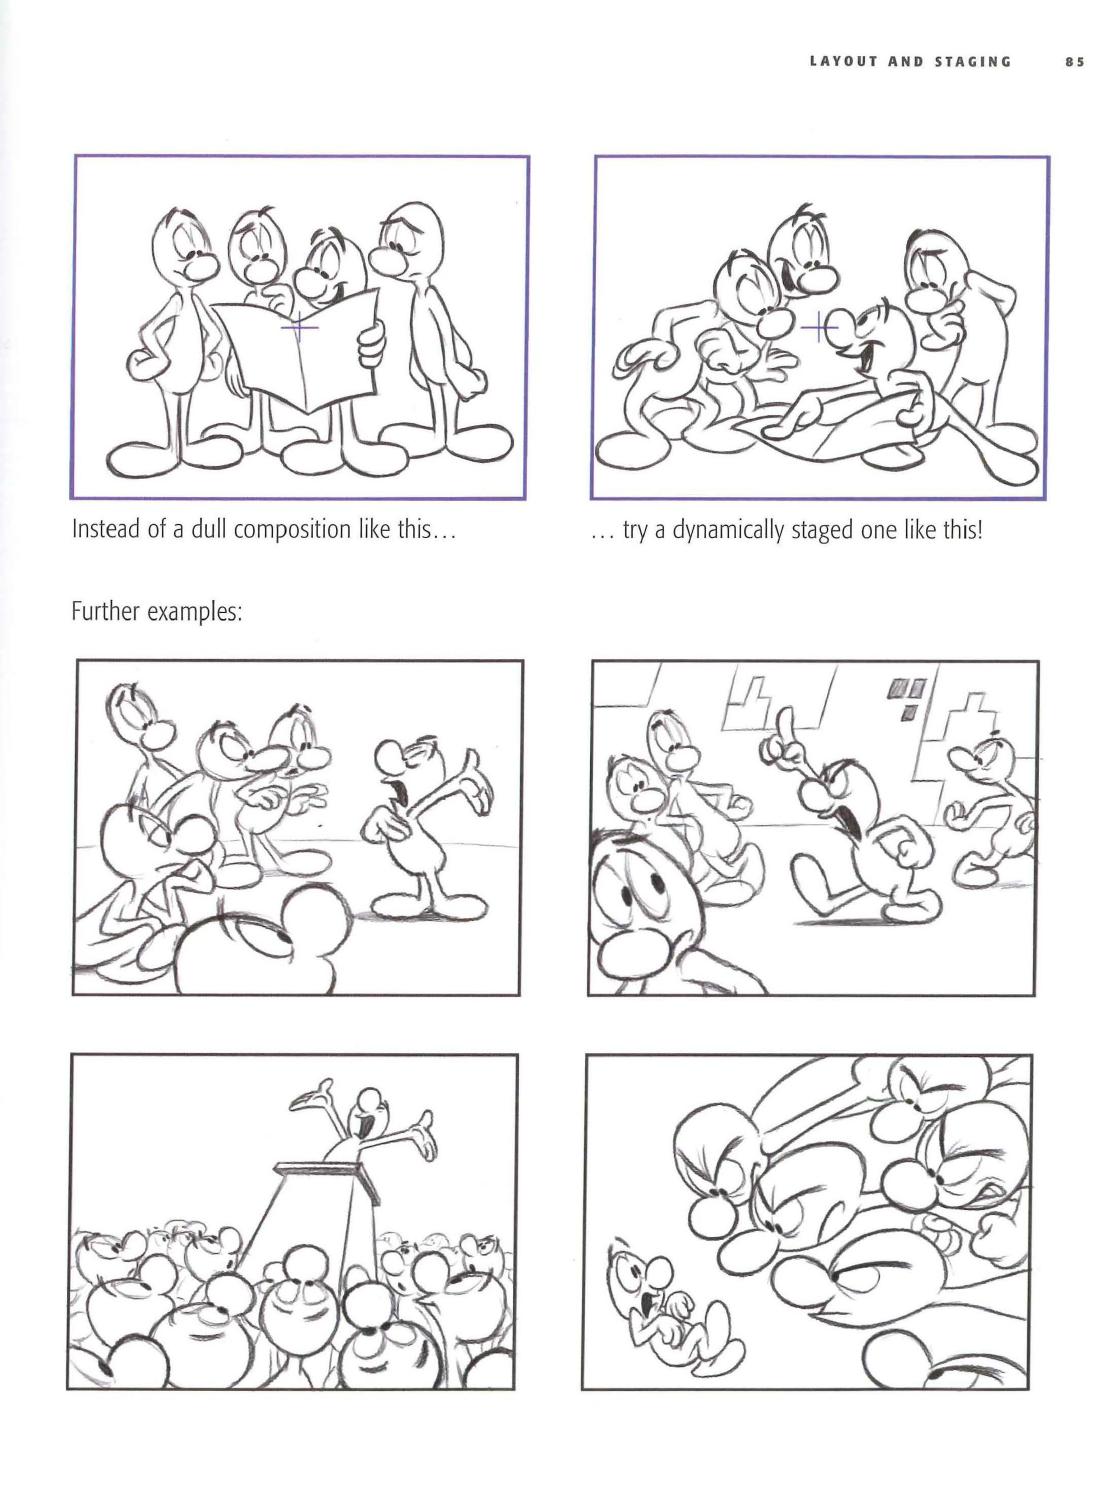 LAYOUT AND STAGING 85
Instead of a dull composition like this...
... try a dynamically staged one like this!
Further examples: